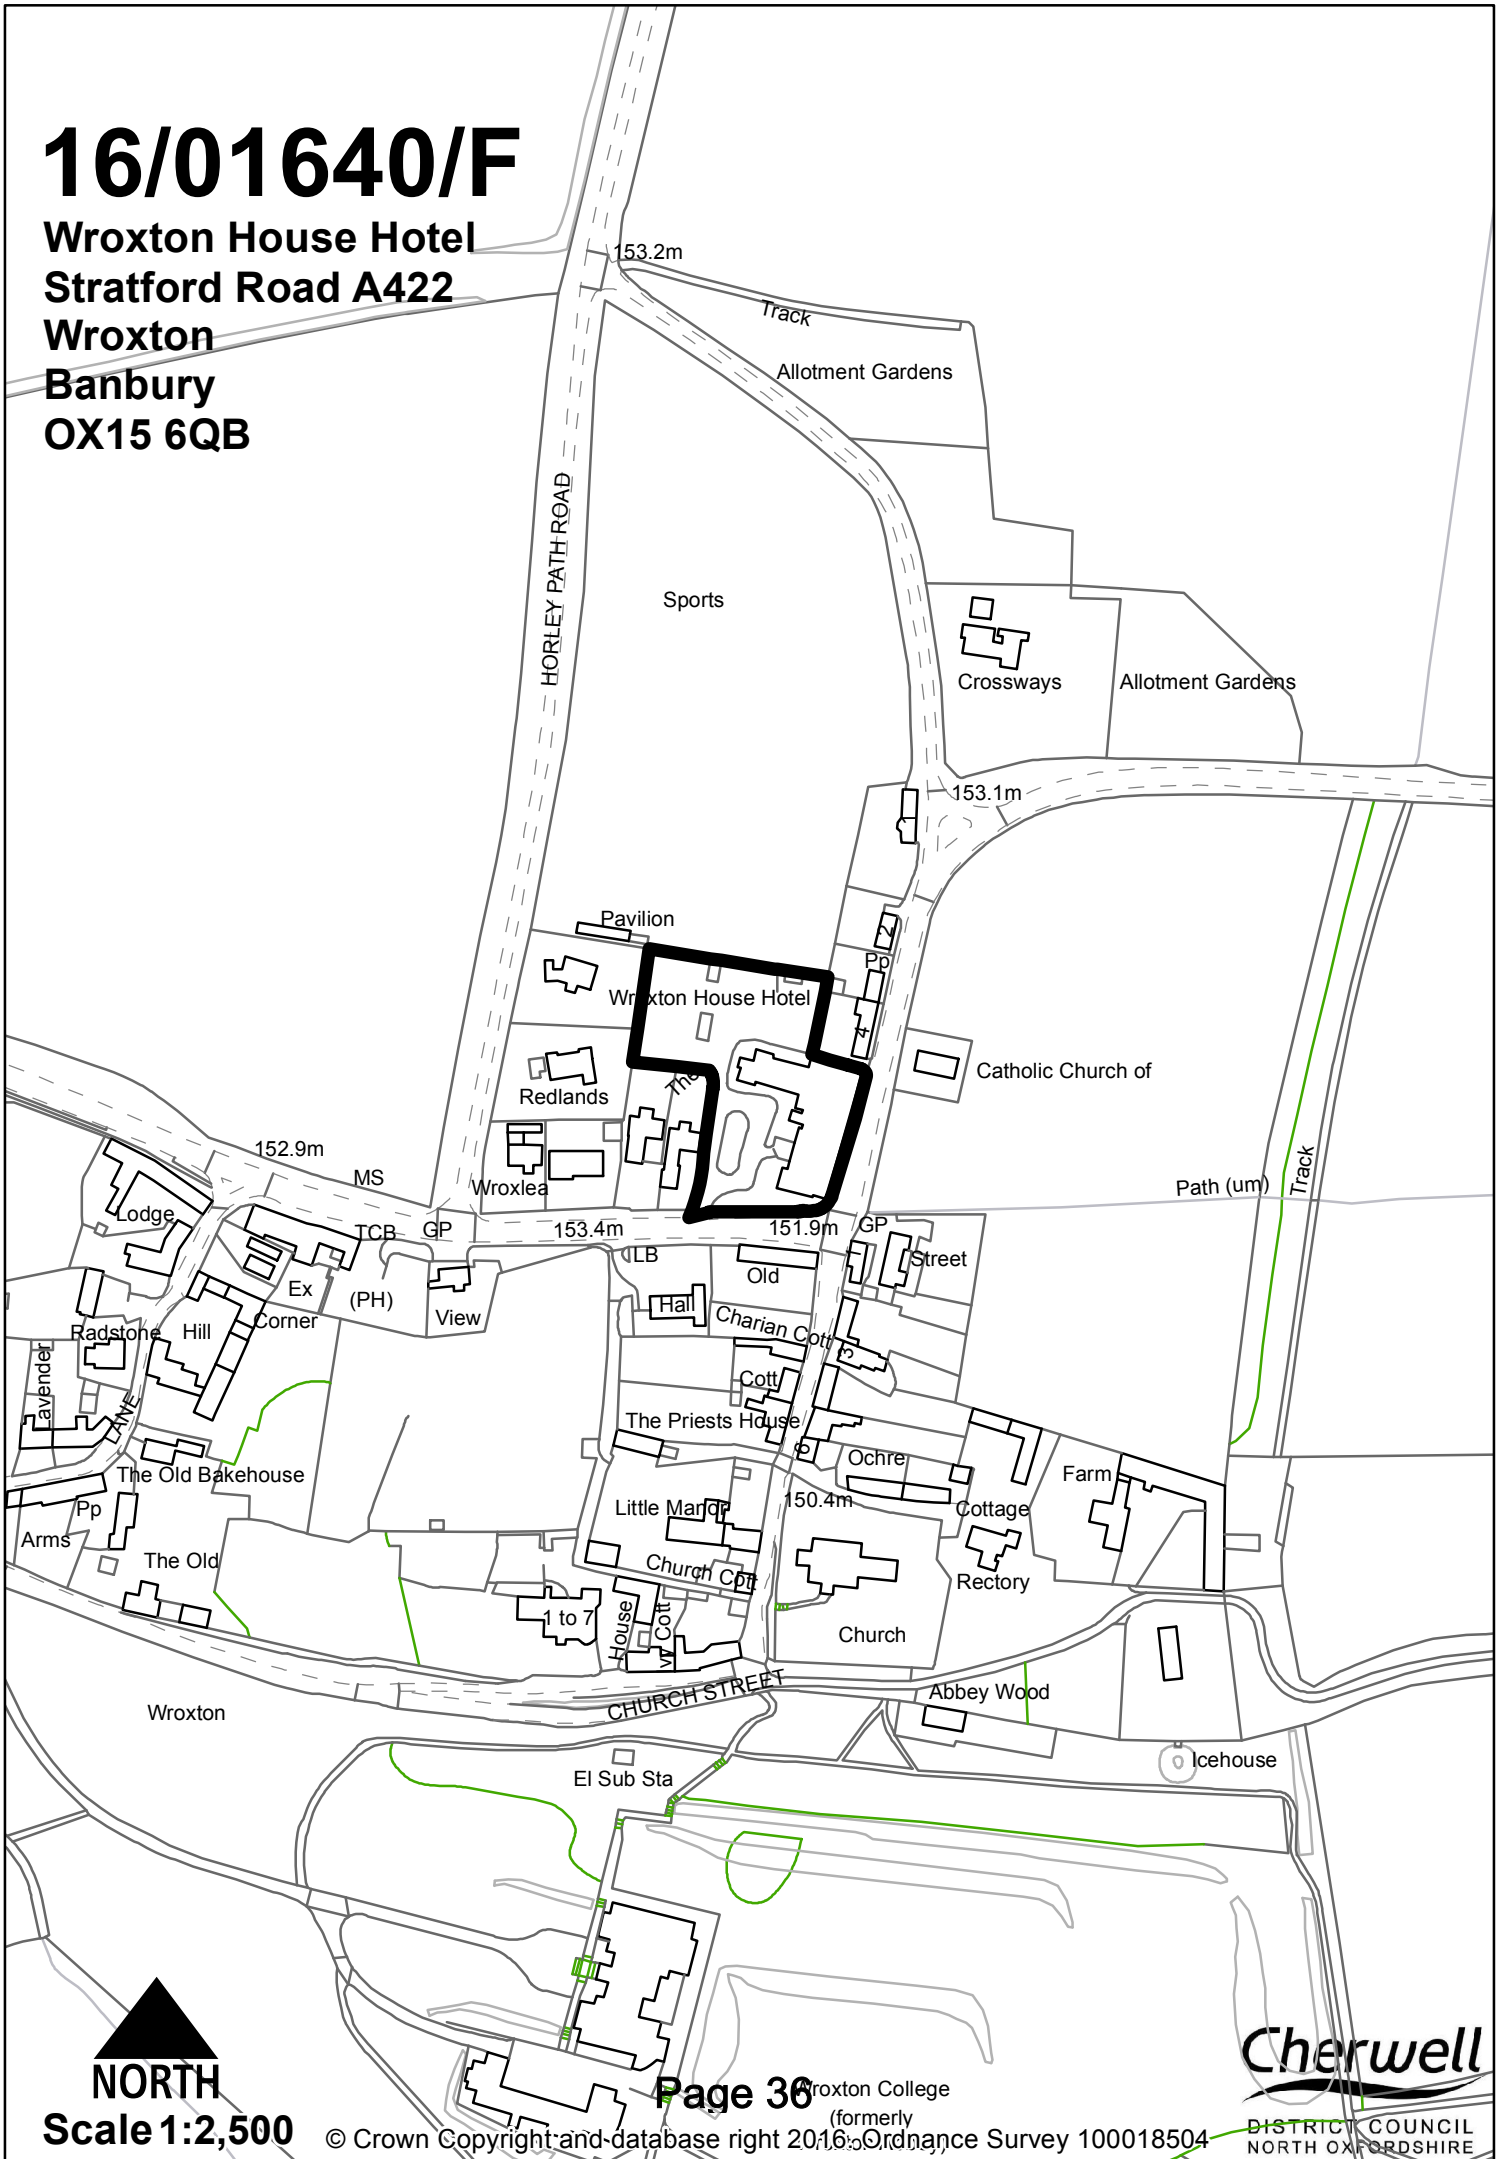 16/01640/F
Wroxton House Hotel
Stratford Road A422
Wroxton
Banbury
OX15 6QB
153.2m
Track
Allotment Gardens
HORLEY PATH ROAD
Sports
Crossways
Allotment Gardens
153.1m
Pavilion
2
Pp
Wroxton House Hotel
4
Catholic Church of
The
Redlands
152.9m
MS
Wroxlea
Path (um)
Track
Lodge
TCB
GP
153.4m
151.9m
GP
1
Street
LB
Old
Ex
(PH)
Hall
View
Corner
Charian Cott
Radstone
Hill
3
Lavender
Cott
LANE
The Priests House
6
Ochre
The Old Bakehouse
Farm
Pp
Little Manor
150.4m
Cottage
Arms
The Old
Church Cott
Rectory
1 to 7
House
Cott
Church
CHURCH STREET
Abbey Wood
Wroxton
Icehouse
El Sub Sta
NORTH
Scale 1:2,500
Page 36
Wroxton College
(formerly
© Crown Copyright and database right 2016. Ordnance Survey 100018504
Cherwell
DISTRICT COUNCIL
NORTH OXFORDSHIRE